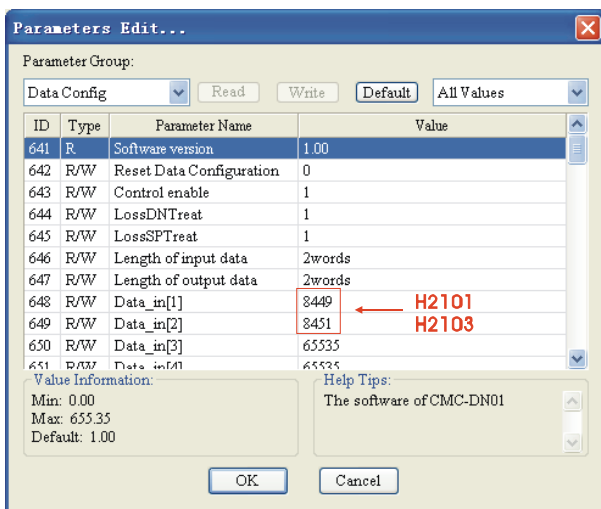 Parameters Edit...
Parameter Group:
Data Config Read Write Default All Values
ID Type Parameter Name Value
641 R Software version 1.00
642 R/W Reset Data Configuration 0
643 R/W Control enable 1
644 R/W LossDNTreat 1
645 R/W LossSPTreat 1
646 R/W Length of input data 2words
647 R/W Length of output data 2words
648 R/W Data_in[1] 8449 H2101
649 R/W Data_in[2] 8451 H2103
650 R/W Data_in[3] 65535
651 R/W Data_in[4] 65535
Value Information: Help Tips:
Min: 0.00 The software of CMC-DN01
Max: 655.35
Default: 1.00
OK Cancel